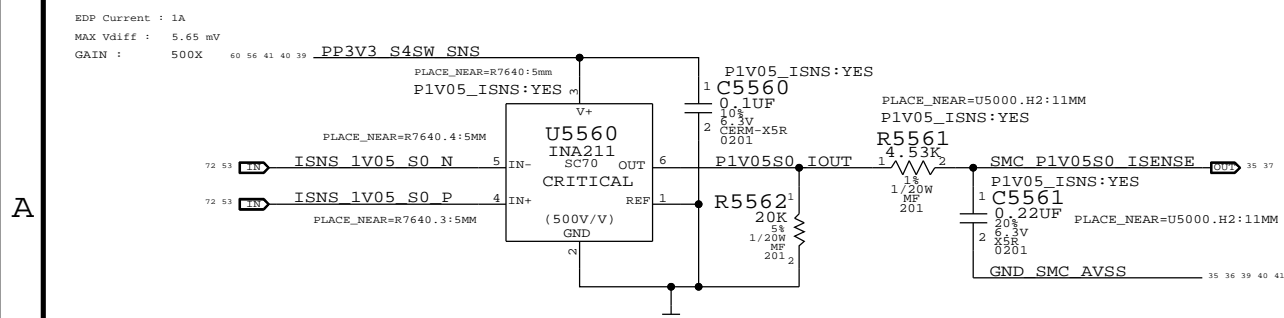 EDP Current : 1A
MAX Vdiff : 5.65 mV
GAIN : 500X
60 56 41 40 39 PP3V3_S4SW_SNS
PLACE_NEAR=R7640:5mm
P1V05_ISNS:YES
3
V+
U5560
INA211
SC70
CRITICAL
(500V/V)
GND
2
PLACE_NEAR=R7640.4:5MM
72 53 IN ISNS_1V05_S0_N 5 IN-
72 53 IN ISNS_1V05_S0_P 4 IN+
PLACE_NEAR=R7640.3:5MM
OUT 6 P1V05S0_IOUT
REF 1
P1V05_ISNS:YES
1 C5560
0.1UF
10%
6.3V
2 CERM-X5R
0201
R5562 1
20K
5%
1/20W
MF
201 2
PLACE_NEAR=U5000.H2:11MM
P1V05_ISNS:YES
R5561
1 4.53K 2
1%
1/20W
MF
201
SMC_P1V05S0_ISENSE OUT 35 37
P1V05_ISNS:YES
1 C5561
0.22UF
20%
6.3V
2 X5R
0201
PLACE_NEAR=U5000.H2:11MM
GND_SMC_AVSS 35 36 39 40 41
A